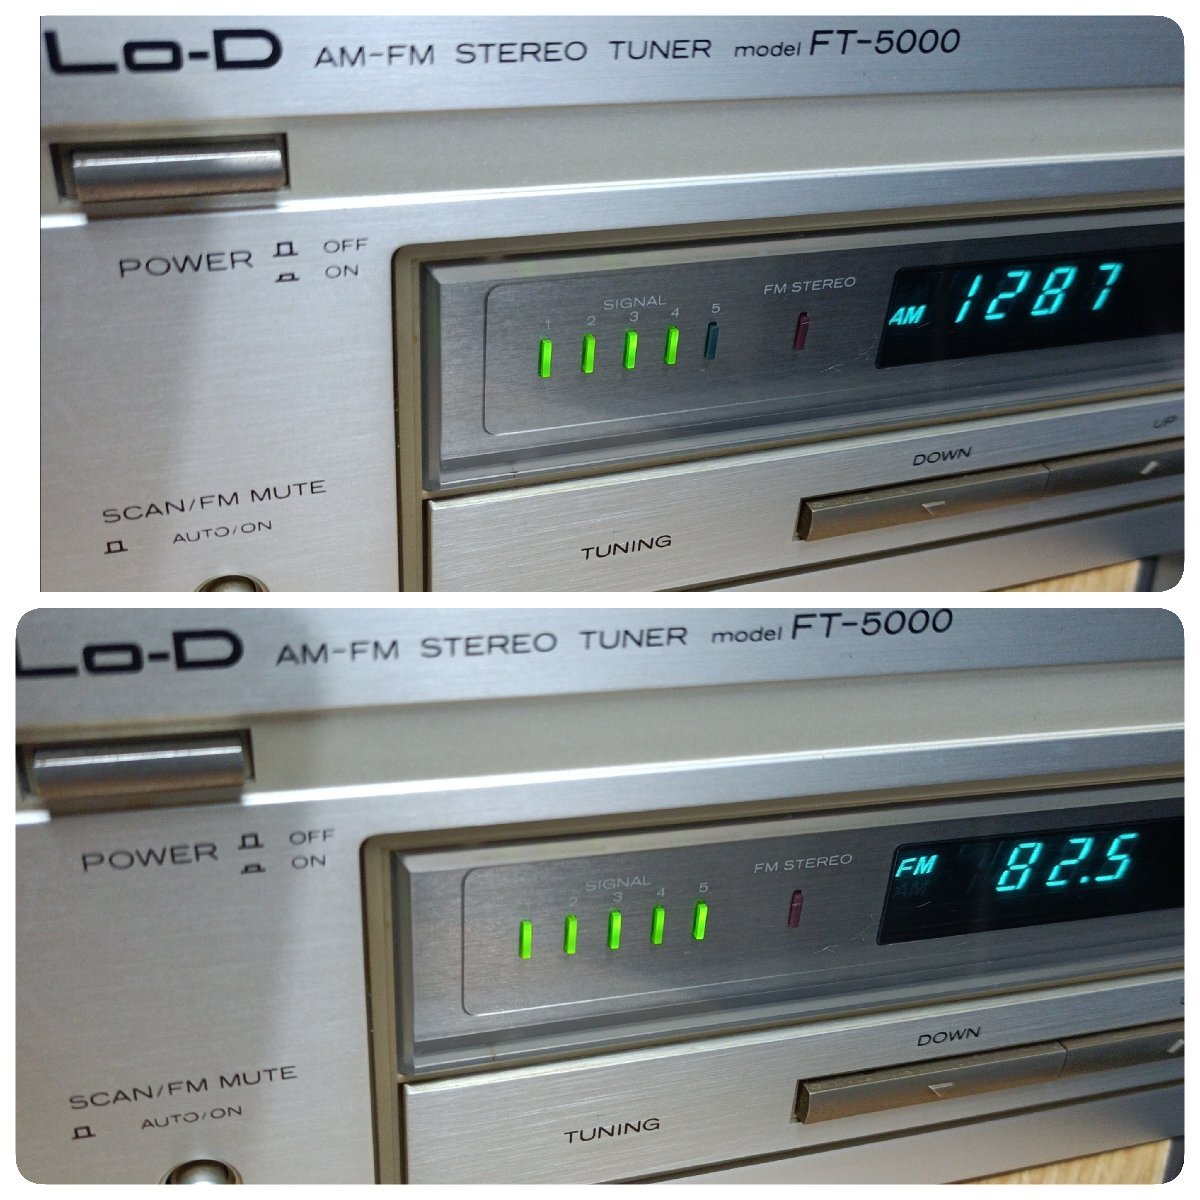 Lo-D AM-FM STEREO TUNER model FT-5000
POWER OFF
ON
SIGNAL
1 2 3 4 5
FM STEREO
AM 1287
DOWN UP
SCAN/FM MUTE
AUTO/ON
TUNING
Lo-D AM-FM STEREO TUNER model FT-5000
POWER OFF
ON
SIGNAL
1 2 3 4 5
FM STEREO
FM 82.5
AM
DOWN
SCAN/FM MUTE
AUTO/ON
TUNING